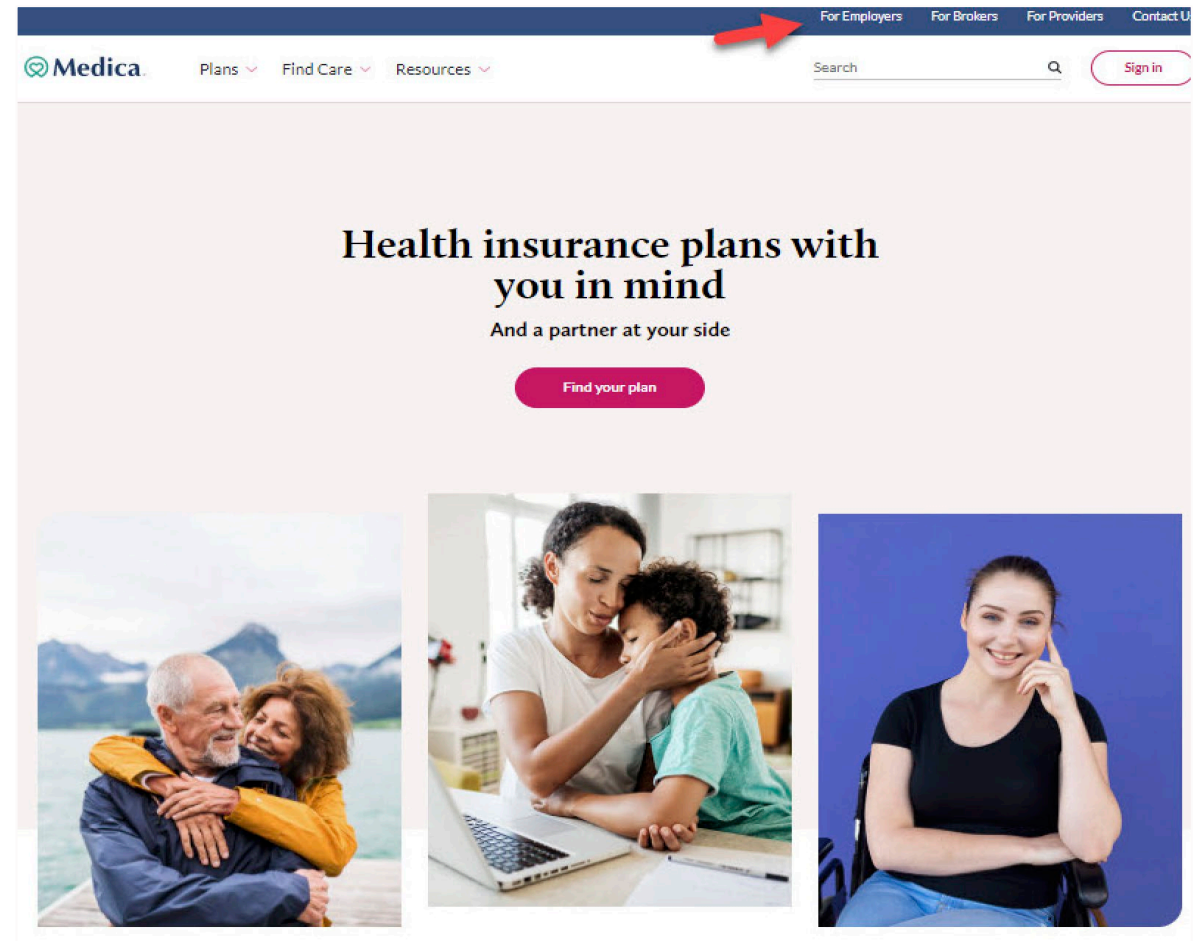 For Employers For Brokers For Providers Contact U
Medica. Plans Find Care Resources Search Sign in
Health insurance plans with
you in mind
And a partner at your side
Find your plan